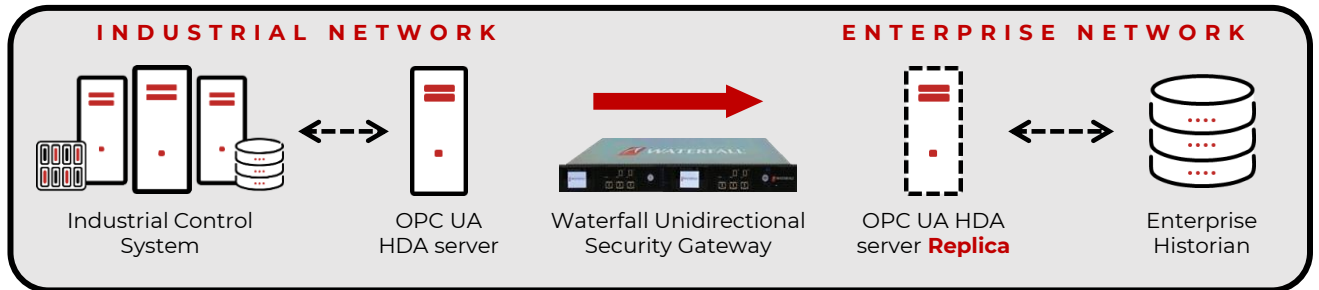 INDUSTRIAL NETWORK
ENTERPRISE NETWORK
WATERFALL
Industrial Control
System
OPC UA
HDA server
Waterfall Unidirectional
Security Gateway
OPC UA HDA
server Replica
Enterprise
Historian